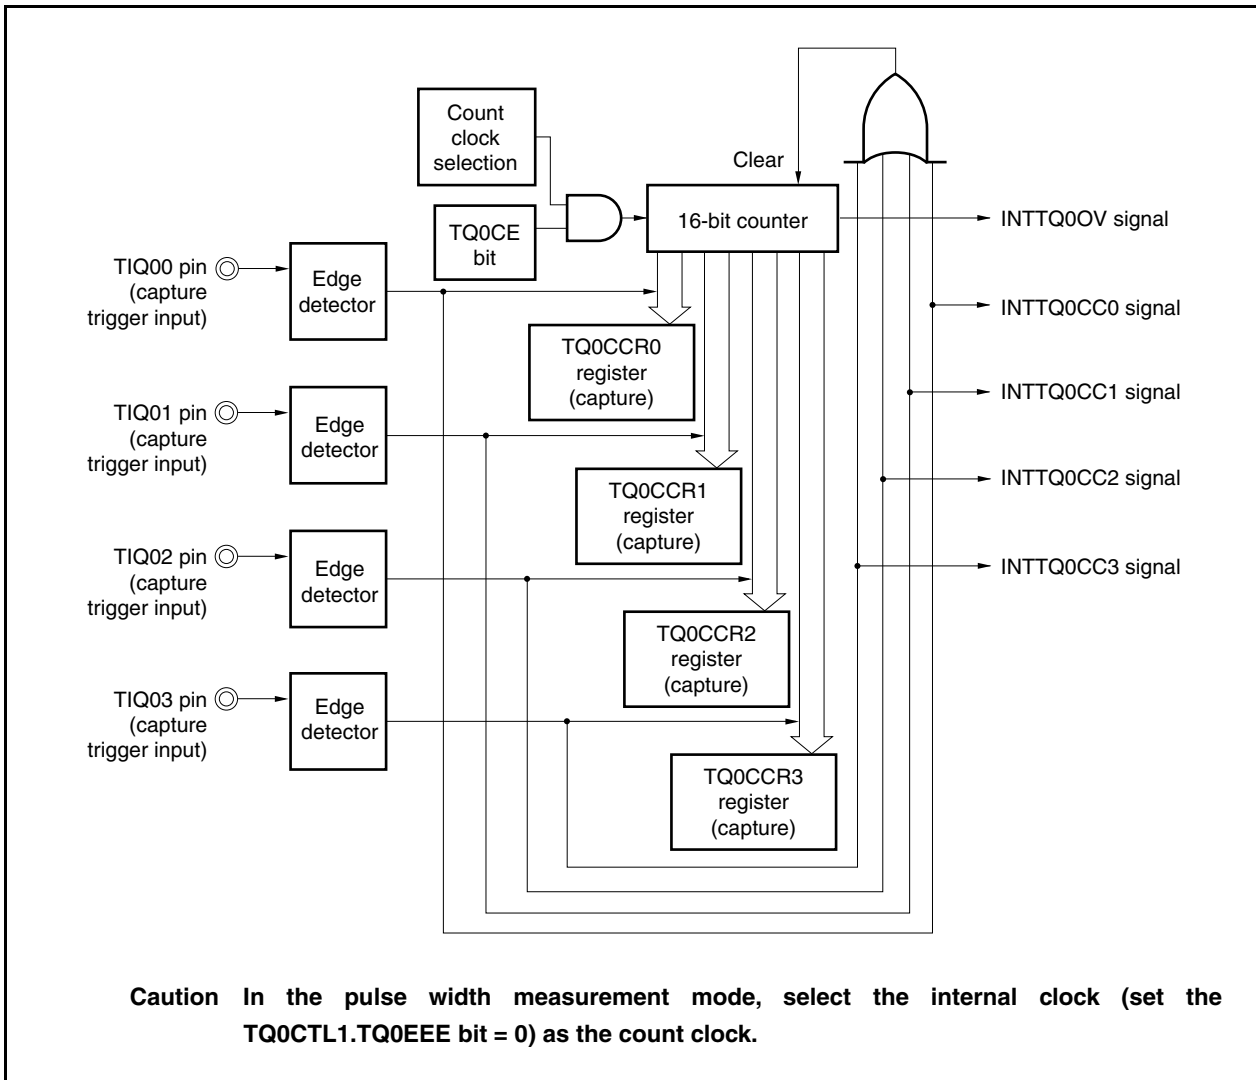 Count
clock
selection
Clear
TQ0CE
bit
16-bit counter
INTTQ0OV signal
TIQ00 pin
(capture
trigger input)
Edge
detector
INTTQ0CC0 signal
TQ0CCR0
register
(capture)
TIQ01 pin
(capture
trigger input)
Edge
detector
INTTQ0CC1 signal
TQ0CCR1
register
(capture)
INTTQ0CC2 signal
TIQ02 pin
(capture
trigger input)
Edge
detector
INTTQ0CC3 signal
TQ0CCR2
register
(capture)
TIQ03 pin
(capture
trigger input)
Edge
detector
TQ0CCR3
register
(capture)
Caution In the pulse width measurement mode, select the internal clock (set the
TQ0CTL1.TQ0EEE bit = 0) as the count clock.